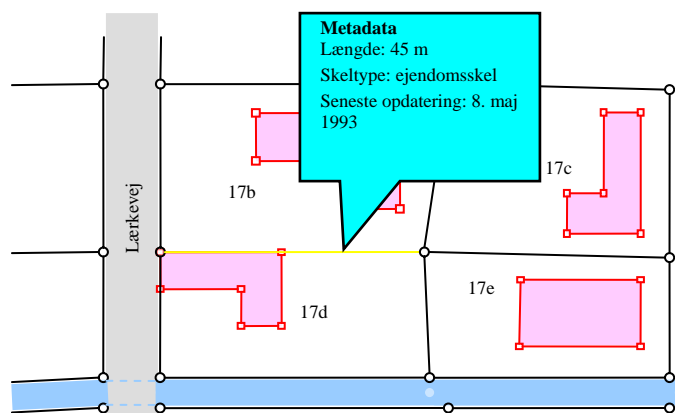 Metadata
Længde: 45 m
Skeltype: ejendomsskel
Seneste opdatering: 8. maj
1993
17c
17b
Lærkevej
17e
17d